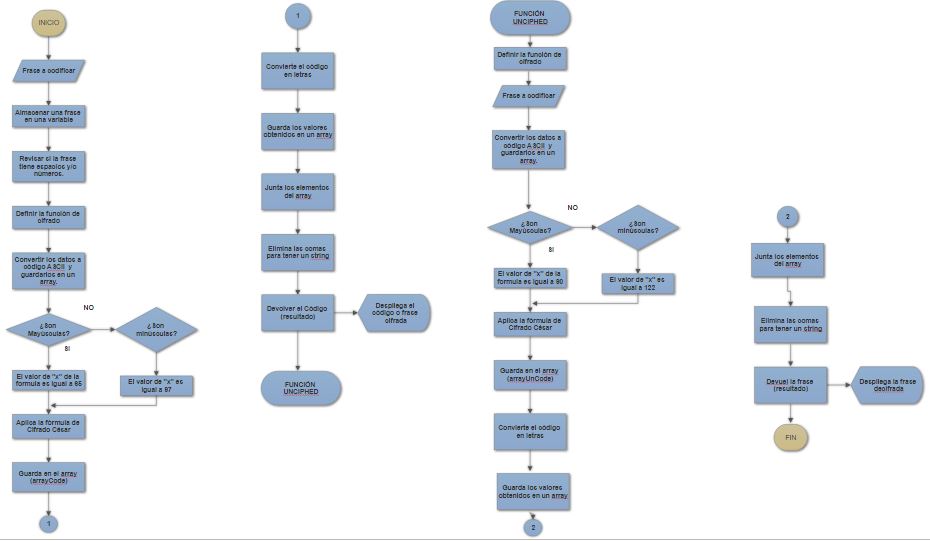 INICIO
Frase a codificar
Almacenar una frase
en una variable
Revisar si la frase
tiene espacios y/o
números.
Definir la función de
cifrado
Convertir los datos a
código ASCII y
guardarlos en un
array.
NO
¿Son
Mayúsculas?
¿Son
minúsculas?
SI
El valor de "x" de la
formula es igual a 65
El valor de "x" es
igual a 97
Aplica la fórmula de
Cifrado César
Guarda en el array
(arrayCode)
1
1
Convierte el código
en letras
Guarda los valores
obtenidos en un array
Junta los elementos
del array
Elimina las comas
para tener un string
Devolver el Código
(resultado)
Despliega el
código o frase
cifrada
FUNCIÓN
UNCIPHED
FUNCIÓN
UNCIPHED
Definir la función de
cifrado
Frase a codificar
Convertir los datos a
código ASCII y
guardarlos en un
array.
NO
¿Son
Mayúsculas?
¿Son
minúsculas?
SI
El valor de "x" de la
formula es igual a 90
El valor de "x" es
igual a 122
Aplica la fórmula de
Cifrado César
Guarda en el array
(arrayUnCode)
Convierte el código
en letras
Guarda los valores
obtenidos en un array
2
2
Junta los elementos
del array
Elimina las comas
para tener un string
Devuel la frase
(resultado)
Despliega la frase
decifrada
FIN